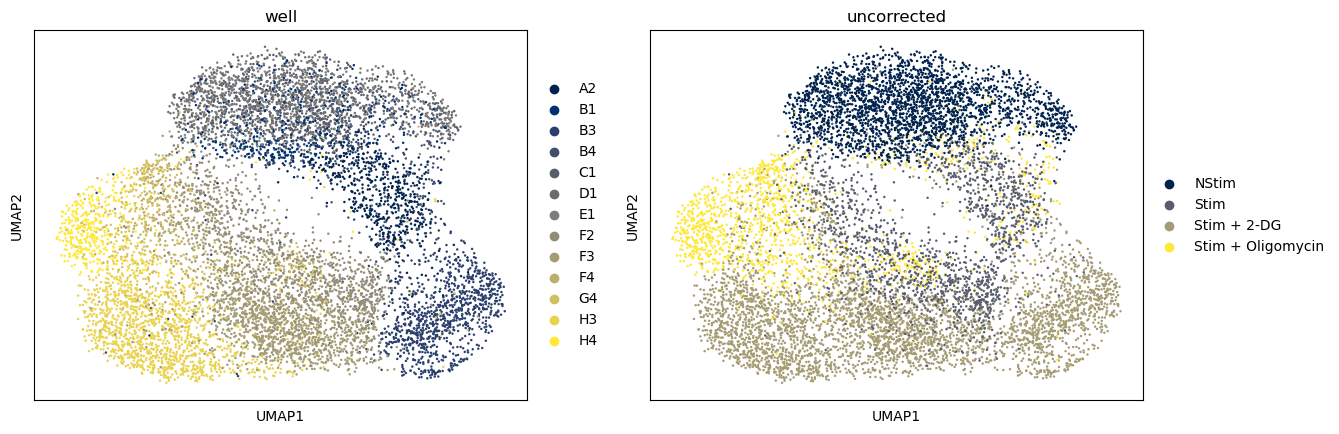 well
UMAP2
UMAP1
A2
B1
B3
B4
C1
D1
E1
F2
F3
F4
G4
H3
H4
uncorrected
UMAP2
UMAP1
NStim
Stim
Stim + 2-DG
Stim + Oligomycin